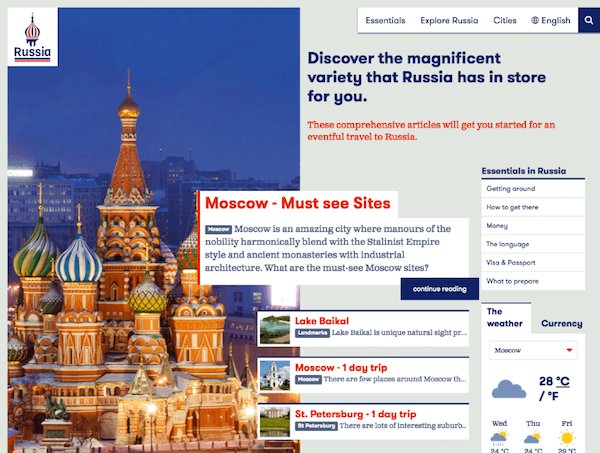 Russia
Essentials
Explore Russia
Cities
English
Discover the magnificent
variety that Russia has in store
for you.
These comprehensive articles will get you started for an
eventful travel to Russia.
Moscow - Must see Sites
Moscow Moscow is an amazing city where manours of the
nobility harmonically blend with the Stalinist Empire
style and ancient monasteries with industrial
architecture. What are the must-see Moscow sites?
continue reading
Lake Baikal
Landmarks Lake Baikal is unique natural sight pr...
Moscow - 1 day trip
Moscow There are few places around Moscow th...
St. Petersburg - 1 day trip
St Petersburg There are lots of interesting suburb...
Essentials in Russia
Getting around
How to get there
Money
The language
Visa & Passport
What to prepare
The
weather
Currency
Moscow
28 °C
/ °F
Wed
Thu
Fri
24 °C
24 °C
29 °C